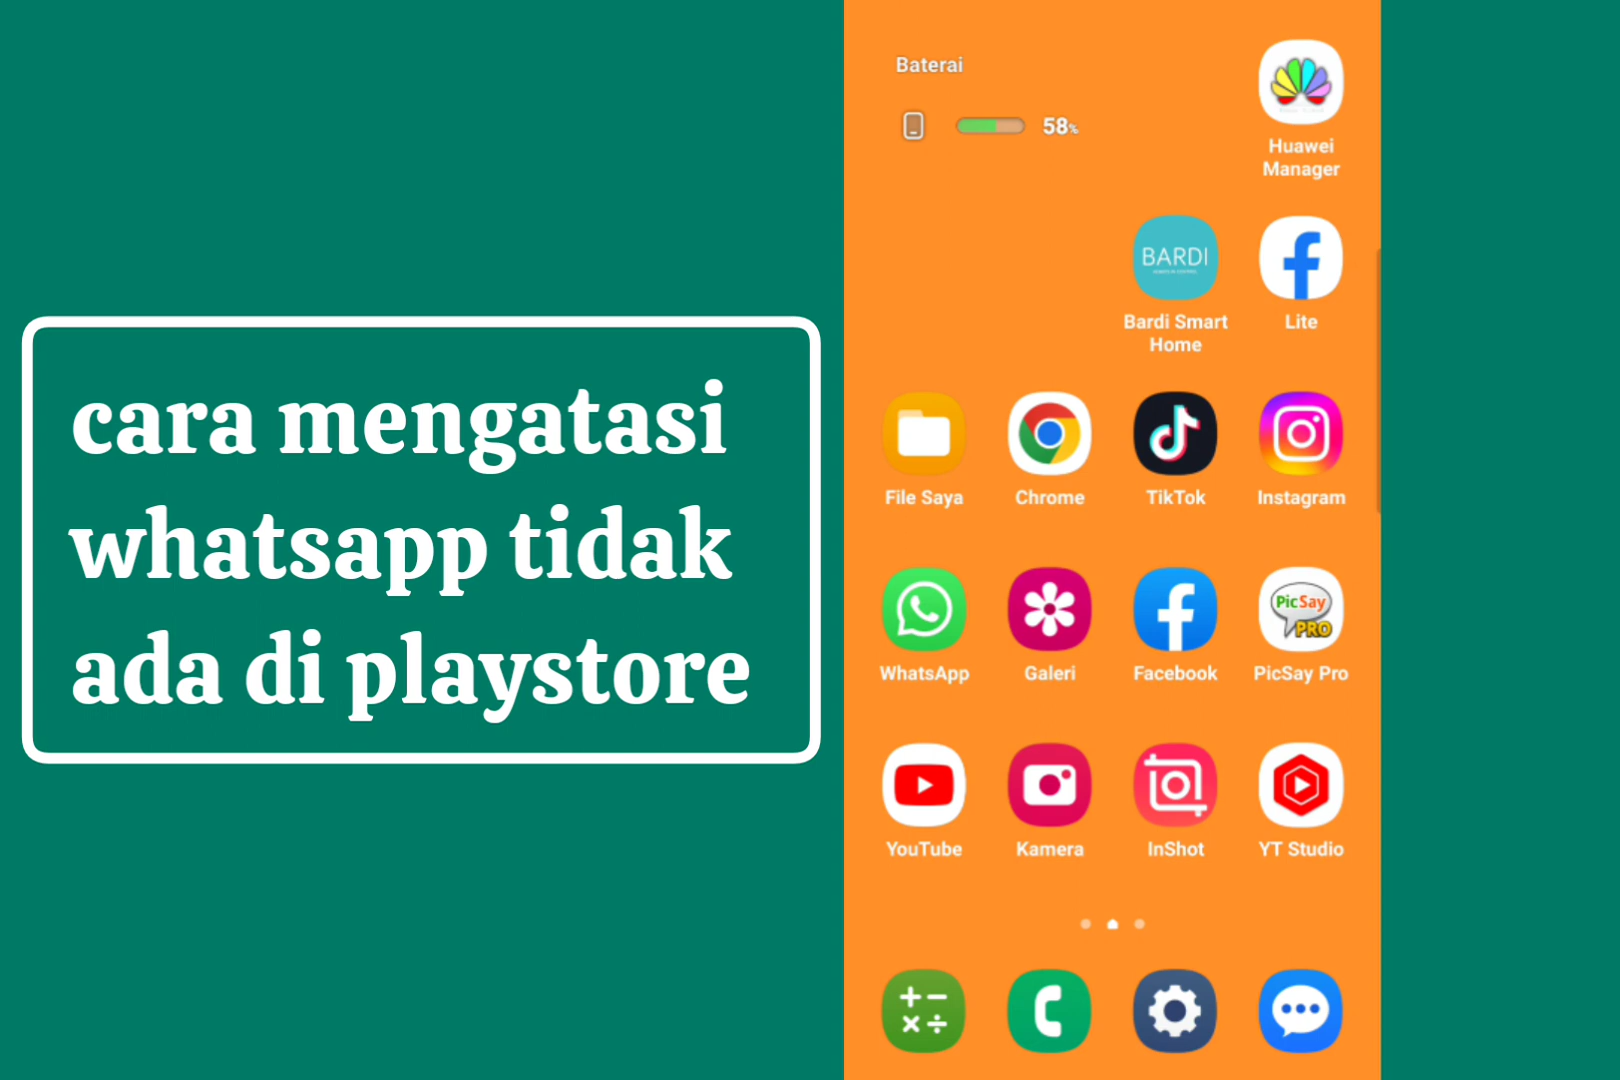 cara mengatasi
whatsapp tidak
ada di playstore
Baterai
58%
Huawei
Manager
BARDI
Bardi Smart
Home
Lite
File Saya
Chrome
TikTok
Instagram
PicSay
PRO
WhatsApp
Galeri
Facebook
PicSay Pro
YouTube
Kamera
InShot
YT Studio